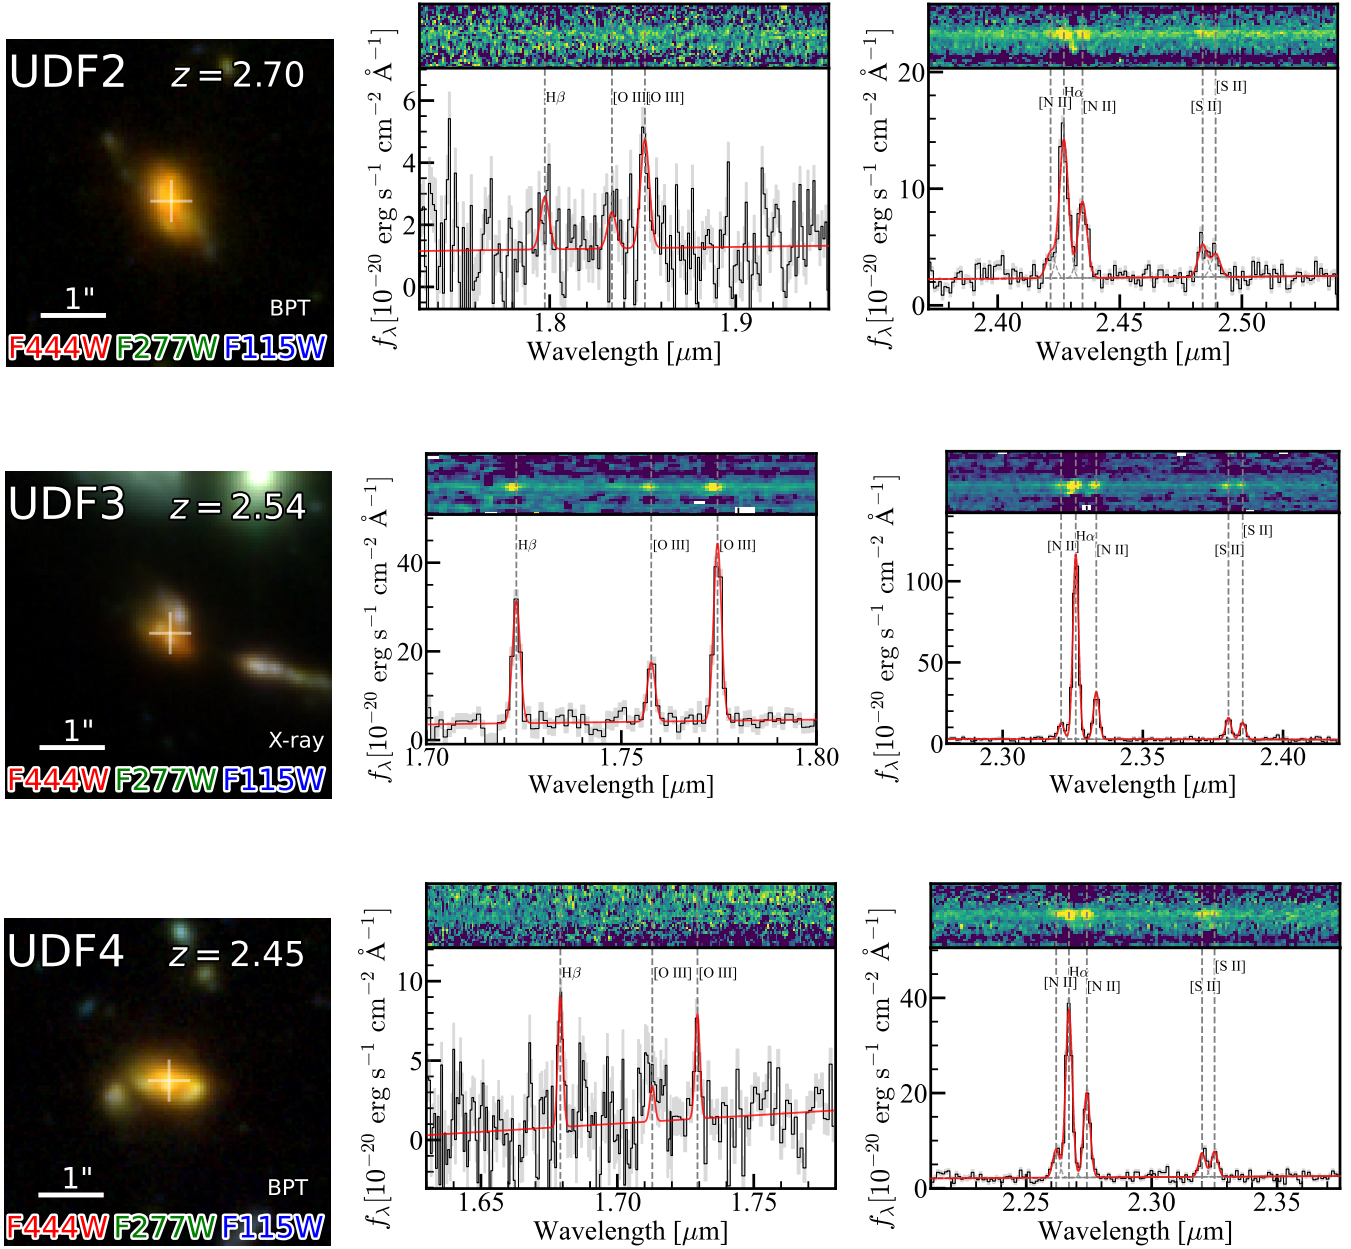 UDF2 z = 2.70
1"
BPT
F444W F277W F115W
fλ[10−20 erg s−1 cm−2 Å−1]
6
4
2
0
Hβ [O III] [O III]
1.8 1.9
Wavelength [μm]
fλ[10−20 erg s−1 cm−2 Å−1]
20
10
0
[N II] Hα [N II] [S II] [S II]
2.40 2.45 2.50
Wavelength [μm]
UDF3 z = 2.54
1"
X-ray
F444W F277W F115W
fλ[10−20 erg s−1 cm−2 Å−1]
40
20
0
Hβ [O III] [O III]
1.70 1.75 1.80
Wavelength [μm]
fλ[10−20 erg s−1 cm−2 Å−1]
100
50
0
[N II] Hα [N II] [S II] [S II]
2.30 2.35 2.40
Wavelength [μm]
UDF4 z = 2.45
1"
BPT
F444W F277W F115W
fλ[10−20 erg s−1 cm−2 Å−1]
10
5
0
Hβ [O III] [O III]
1.65 1.70 1.75
Wavelength [μm]
fλ[10−20 erg s−1 cm−2 Å−1]
40
20
0
[N II] Hα [N II] [S II] [S II]
2.25 2.30 2.35
Wavelength [μm]